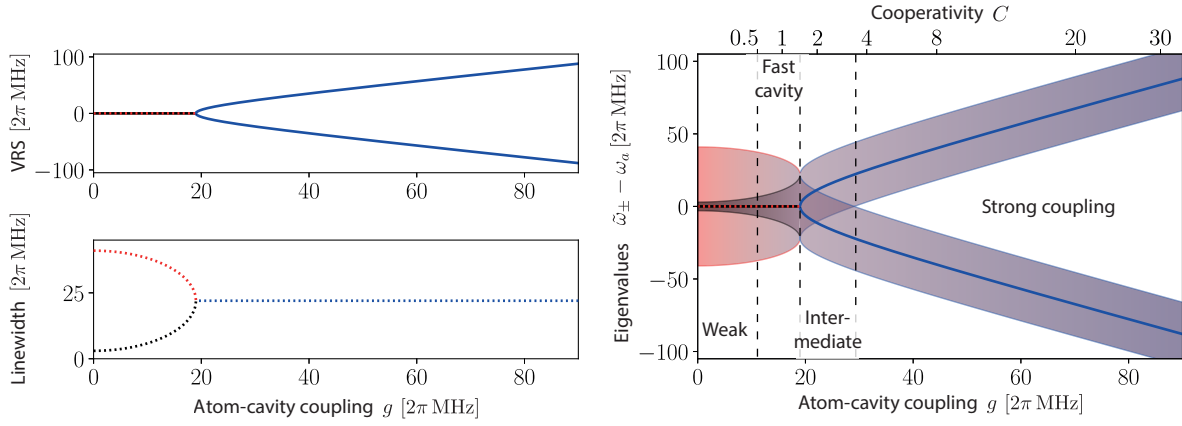 VRS [2π MHz]
100
0
−100
0
20
40
60
80
Linewidth [2π MHz]
25
0
0
20
40
60
80
Atom-cavity coupling g [2π MHz]
Cooperativity C
0.5
1
2
4
8
20
30
Eigenvalues ω̃± − ωa [2π MHz]
100
50
0
−50
−100
Fast
cavity
Strong coupling
Weak
Inter-
mediate
0
20
40
60
80
Atom-cavity coupling g [2π MHz]